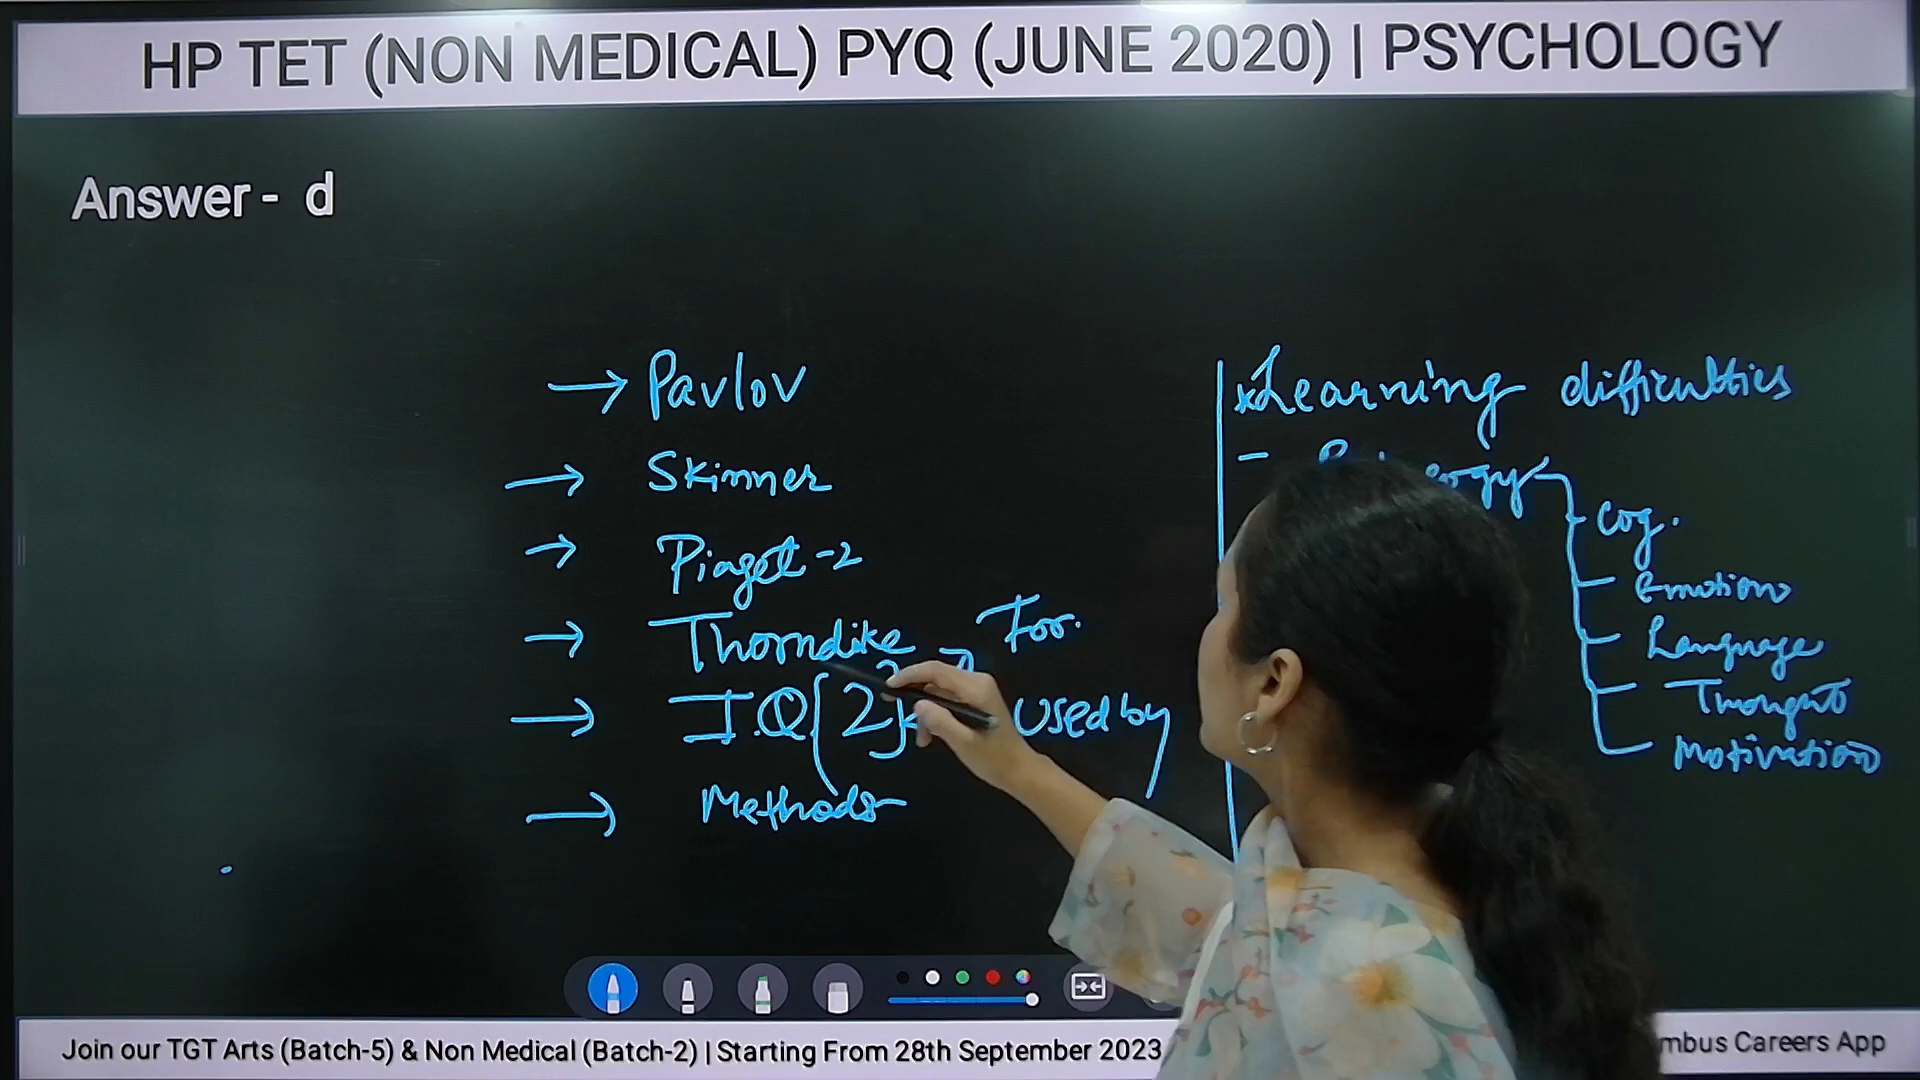 HP TET (NON MEDICAL) PYQ (JUNE 2020) | PSYCHOLOGY
Answer - d
→ Pavlov
→ Skinner
→ Piaget-2
→ Thorndike → For.
→ I.Q{2} Used by
→ Methods
*Learning difficulties
-
cog.
emotions
Language
Thought
Motivation
Join our TGT Arts (Batch-5) & Non Medical (Batch-2) | Starting From 28th September 2023
Careers App